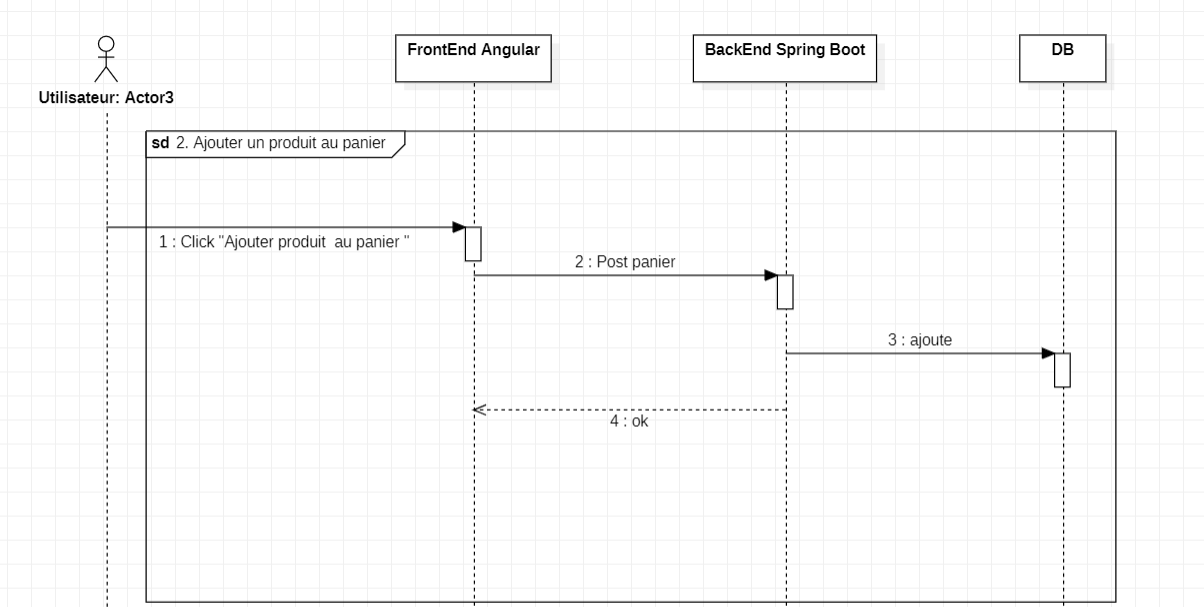 FrontEnd Angular
BackEnd Spring Boot
DB
Utilisateur: Actor3
sd 2. Ajouter un produit au panier
1 : Click "Ajouter produit  au panier "
2 : Post panier
3 : ajoute
4 : ok